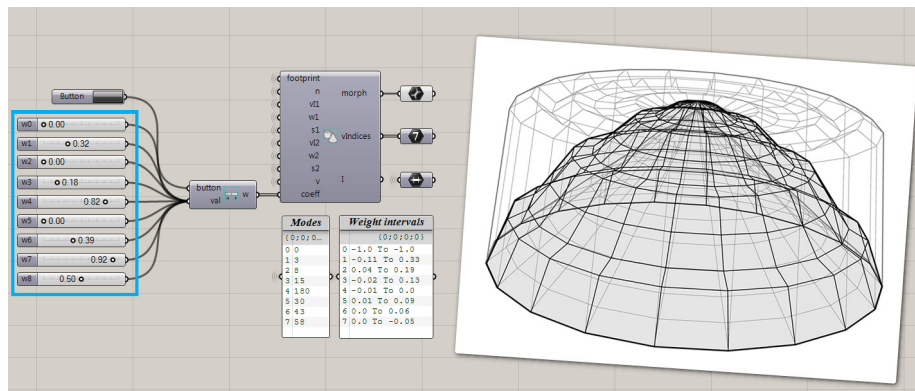 Button
w0 0.00
w1 0.32
w2 0.00
w3 0.18
w4 0.82
w5 0.00
w6 0.39
w7 0.92
w8 0.50
button
val
w
footprint
n
vl1
w1
s1
vl2
w2
s2
v
coeff
morph
vIndices
I
7
Modes
{0;0;0...
0 0
1 3
2 8
3 15
4 180
5 30
6 43
7 58
Weight intervals
{0;0;0;0}
0 -1.0 To -1.0
1 -0.11 To 0.33
2 0.04 To 0.19
3 -0.02 To 0.13
4 -0.01 To 0.0
5 0.01 To 0.09
6 0.0 To 0.06
7 0.0 To -0.05